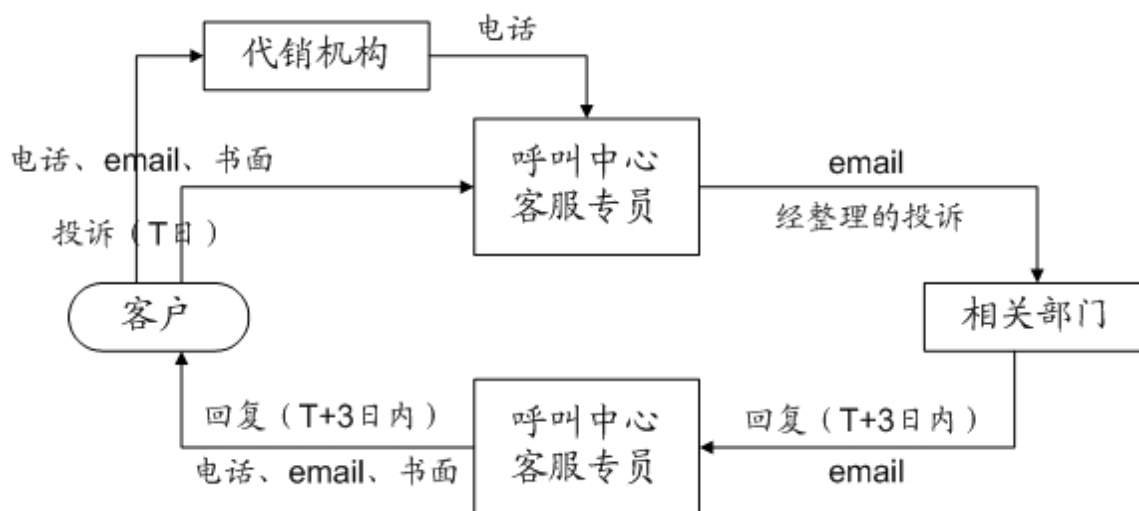 代销机构
电话
电话、email、书面
呼叫中心
客服专员
email
经整理的投诉
投诉（T日）
客户
相关部门
回复（T+3日内）
电话、email、书面
呼叫中心
客服专员
回复（T+3日内）
email